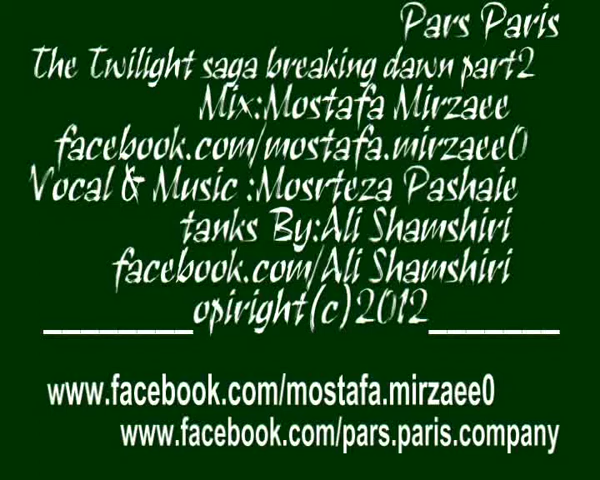 Pars Paris
The Twilight saga breaking dawn part2
Mix:Mostafa Mirzaee
facebook.com/mostafa.mirzaee0
Vocal & Music :Mosrteza Pashaie
tanks By:Ali Shamshiri
facebook.com/Ali Shamshiri
opiright(c)2012
www.facebook.com/mostafa.mirzaee0
www.facebook.com/pars.paris.company